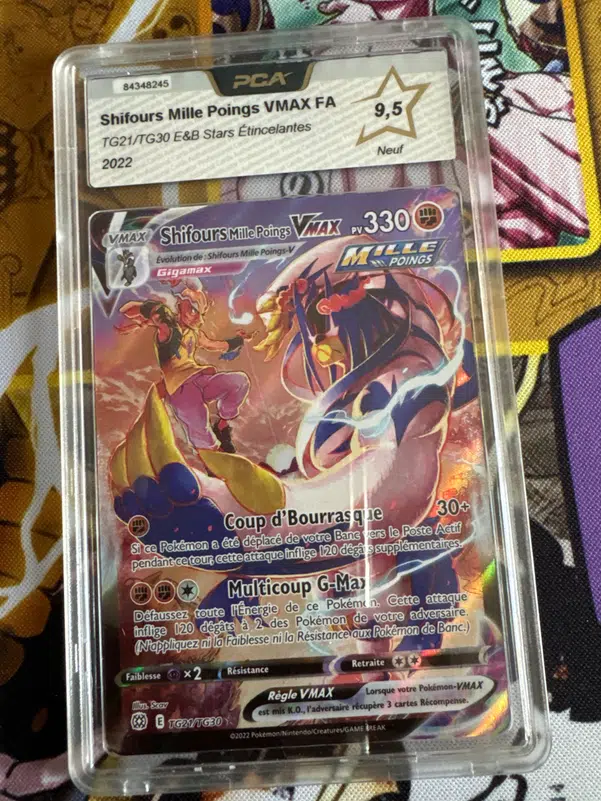 84348245
PCA
Shifours Mille Poings VMAX FA
TG21/TG30 E&B Stars Étincelantes
2022
9,5
Neuf
VMAX
Shifours Mille Poings VMAX PV 330
Évolution de : Shifours Mille Poings-V
Gigamax
MILLE
POINGS
Coup d'Bourrasque 30+
Si ce Pokémon a été déplacé de votre Banc vers le Poste Actif
pendant ce tour, cette attaque inflige 120 dégâts supplémentaires.
Multicoup G-Max
Défaussez toute l'Énergie de ce Pokémon. Cette attaque
inflige 120 dégâts à 2 des Pokémon de votre adversaire.
(N'appliquez ni la Faiblesse ni la Résistance aux Pokémon de Banc.)
Faiblesse ×2 Résistance Retraite
Règle VMAX Lorsque votre Pokémon-VMAX
est mis K.O., l'adversaire récupère 3 cartes Récompense.
Illus. Scav
E TG21/TG30
©2022 Pokémon/Nintendo/Creatures/GAME FREAK